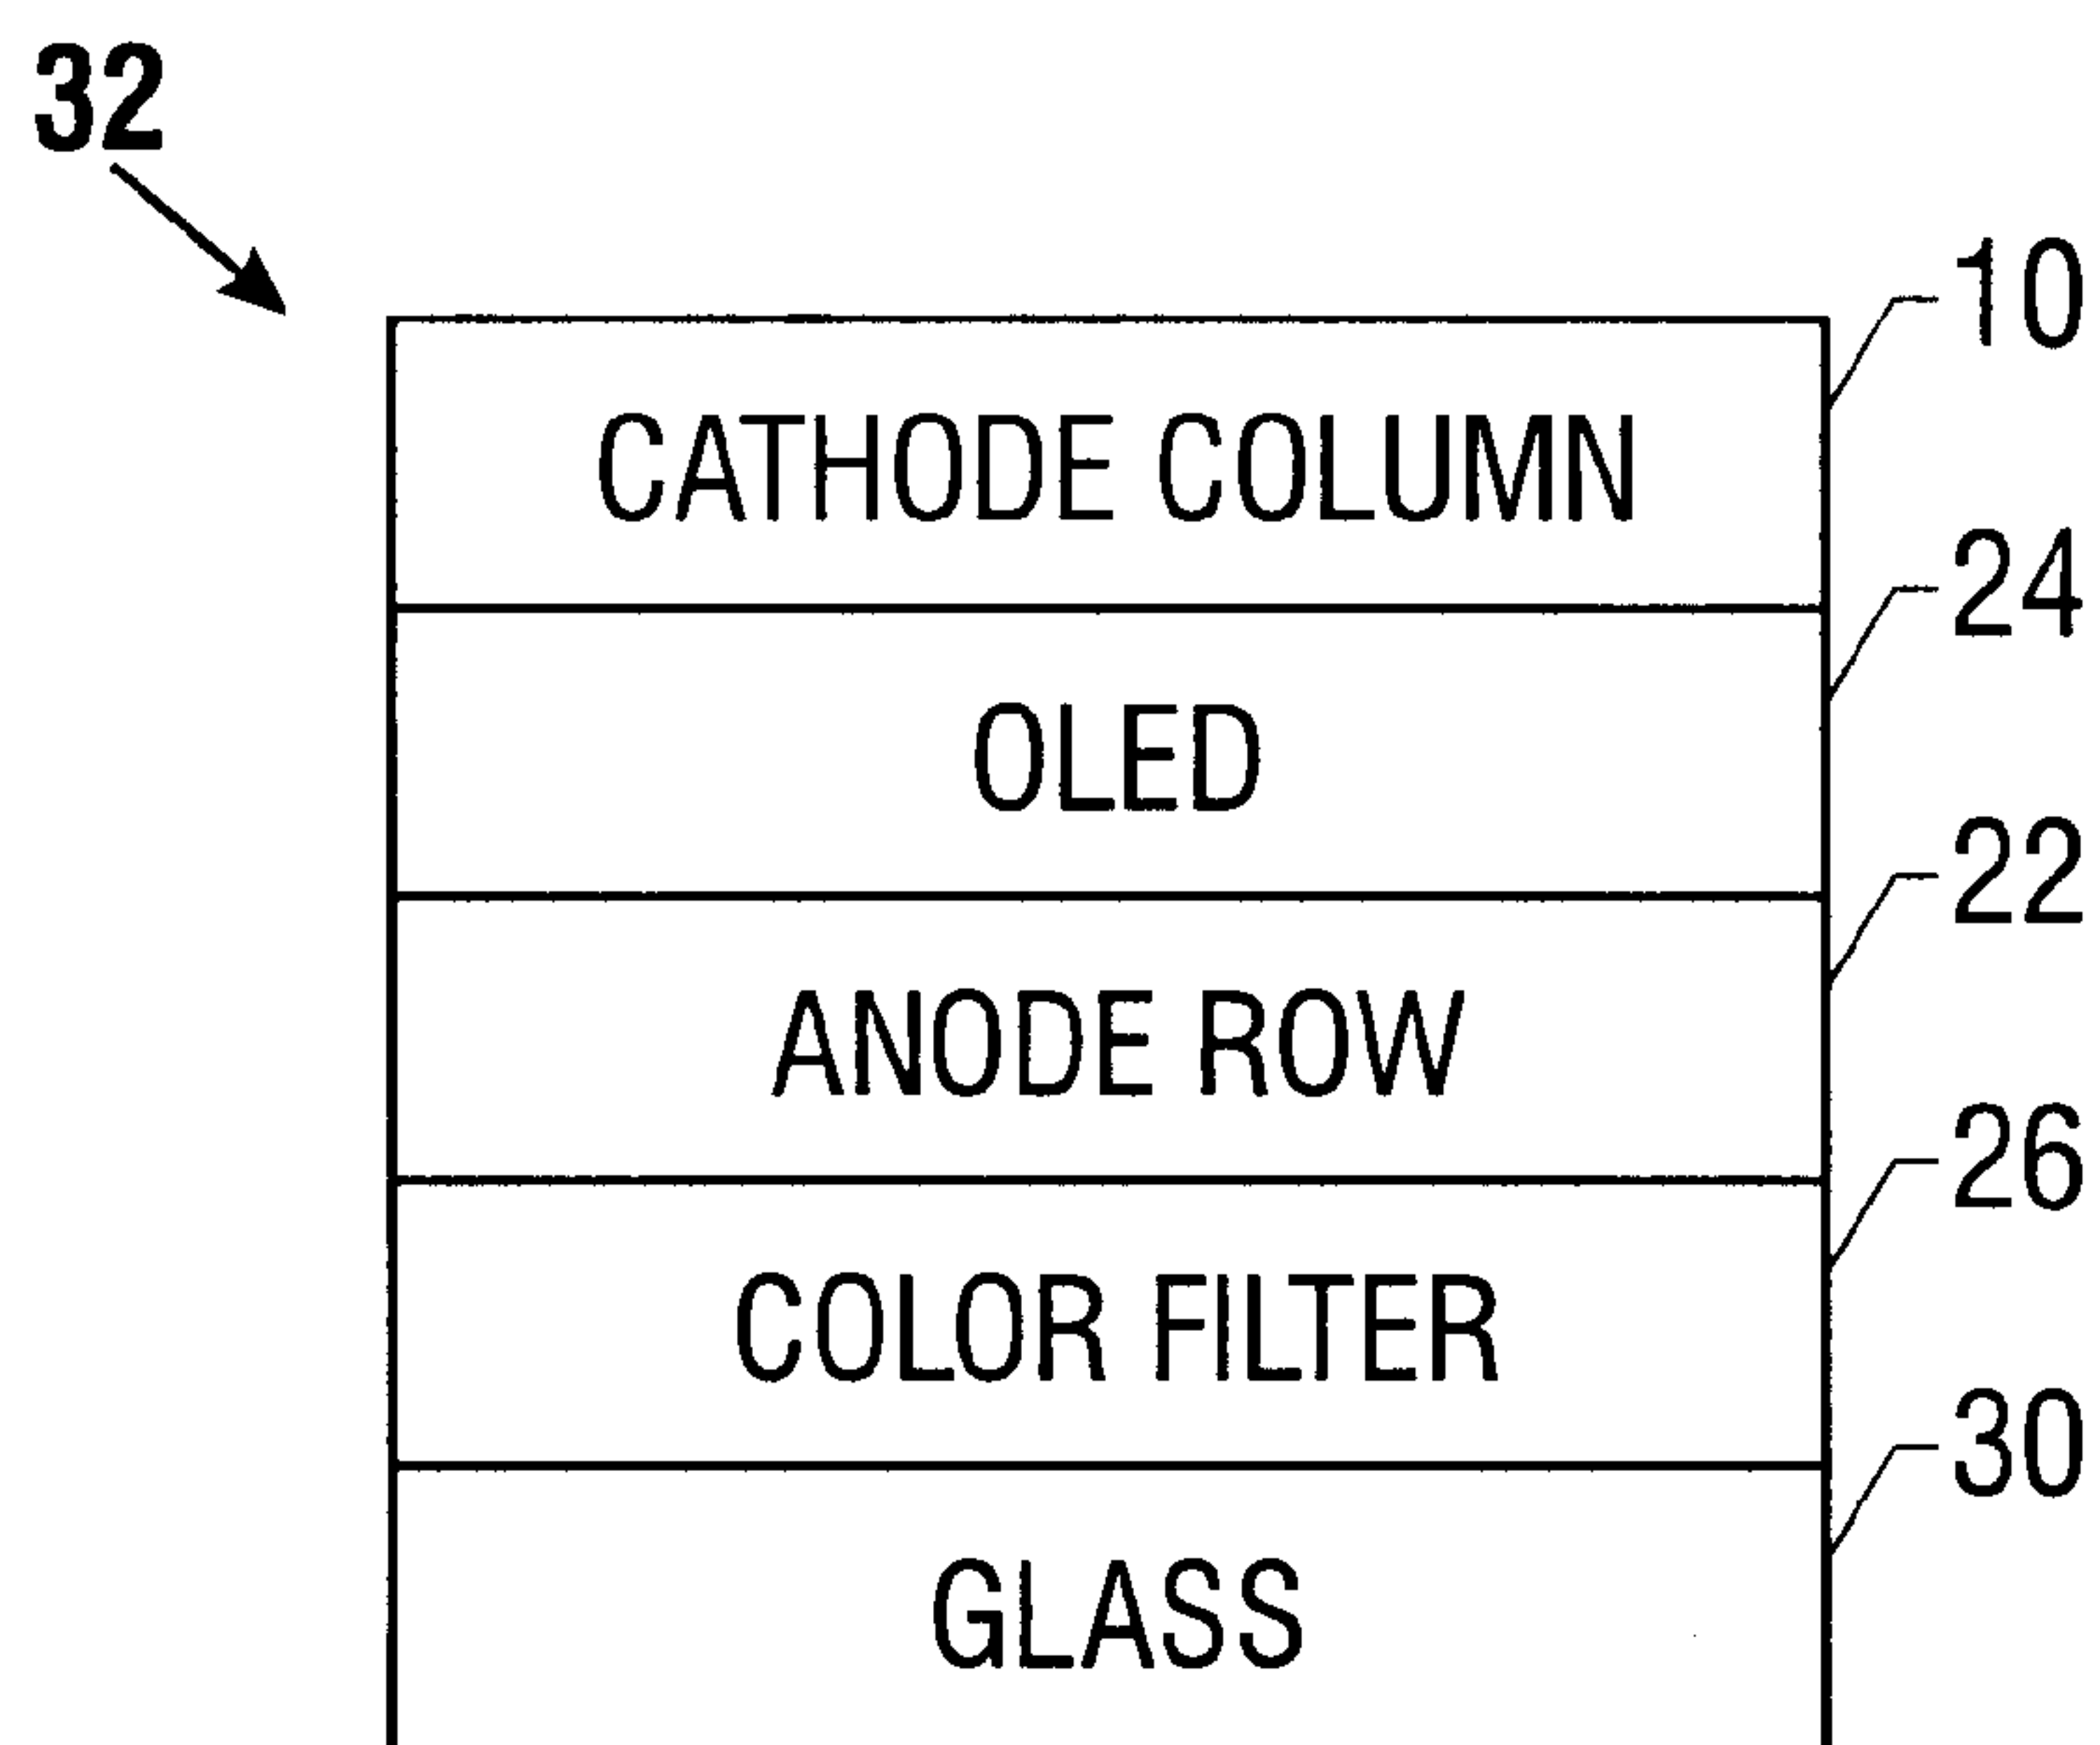 32
10
CATHODE COLUMN
24
OLED
22
ANODE ROW
26
COLOR FILTER
30
GLASS